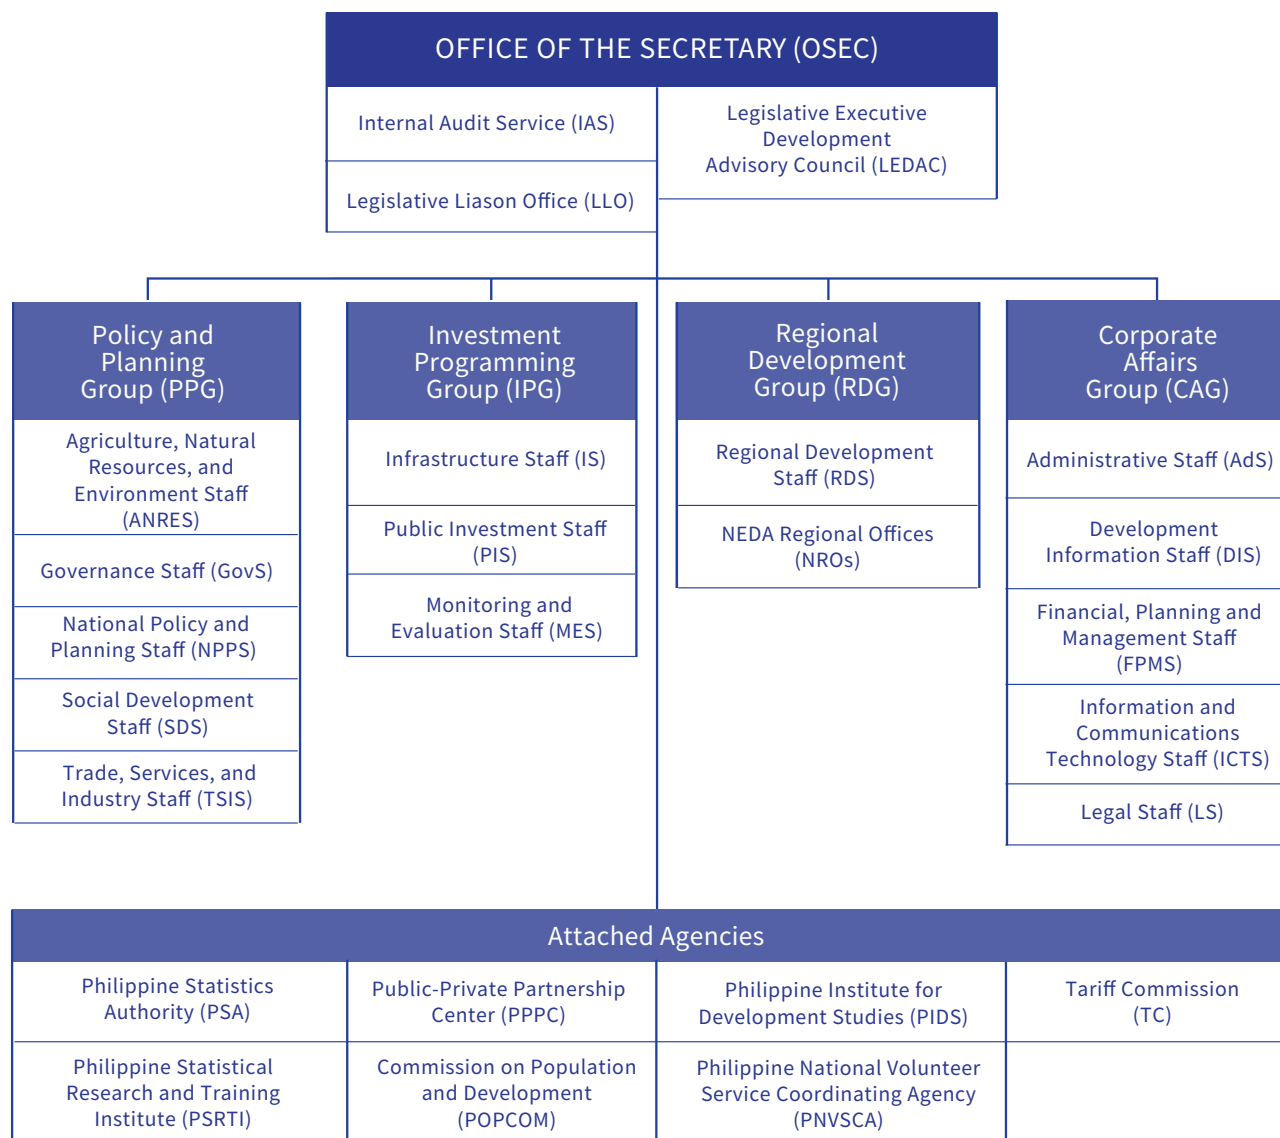 OFFICE OF THE SECRETARY (OSEC)
Internal Audit Service (IAS)
Legislative Liason Office (LLO)
Legislative Executive
Development
Advisory Council (LEDAC)
Policy and
Planning
Group (PPG)
Agriculture, Natural
Resources, and
Environment Staff
(ANRES)
Governance Staff (GovS)
National Policy and
Planning Staff (NPPS)
Social Development
Staff (SDS)
Trade, Services, and
Industry Staff (TSIS)
Investment
Programming
Group (IPG)
Infrastructure Staff (IS)
Public Investment Staff
(PIS)
Monitoring and
Evaluation Staff (MES)
Regional
Development
Group (RDG)
Regional Development
Staff (RDS)
NEDA Regional Offices
(NROs)
Corporate
Affairs
Group (CAG)
Administrative Staff (AdS)
Development
Information Staff (DIS)
Financial, Planning and
Management Staff
(FPMS)
Information and
Communications
Technology Staff (ICTS)
Legal Staff (LS)
Attached Agencies
Philippine Statistics
Authority (PSA)
Public-Private Partnership
Center (PPPC)
Philippine Institute for
Development Studies (PIDS)
Tariff Commission
(TC)
Philippine Statistical
Research and Training
Institute (PSRTI)
Commission on Population
and Development
(POPCOM)
Philippine National Volunteer
Service Coordinating Agency
(PNVSCA)